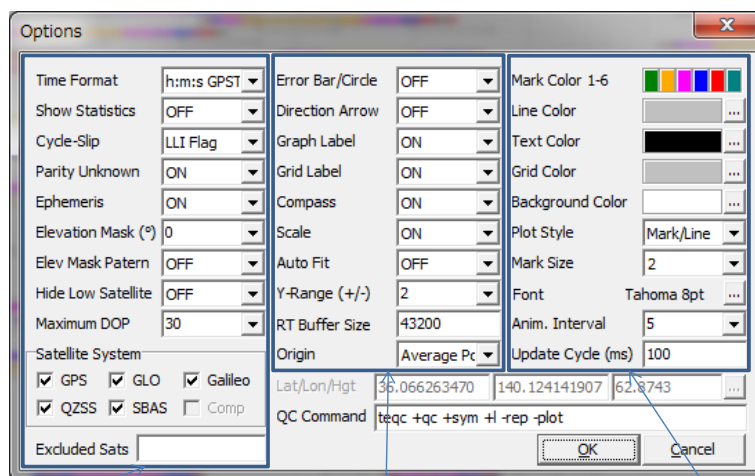 Options
Time Format h:m:s GPST
Show Statistics OFF
Cycle-Slip LLI Flag
Parity Unknown ON
Ephemeris ON
Elevation Mask (°) 0
Elev Mask Patern OFF
Hide Low Satellite OFF
Maximum DOP 30
Satellite System
GPS GLO Galileo
QZSS SBAS Comp
Excluded Sats
Error Bar/Circle OFF
Direction Arrow OFF
Graph Label ON
Grid Label ON
Compass ON
Scale ON
Auto Fit OFF
Y-Range (+/-) 2
RT Buffer Size 43200
Origin Average Po
Mark Color 1-6
Line Color ...
Text Color ...
Grid Color ...
Background Color ...
Plot Style Mark/Line
Mark Size 2
Font Tahoma 8pt ...
Anim. Interval 5
Update Cycle (ms) 100
Lat/Lon/Hgt 36.066263470 140.124141907 62.8743 ...
QC Command teqc +qc +sym +l -rep -plot
OK Cancel